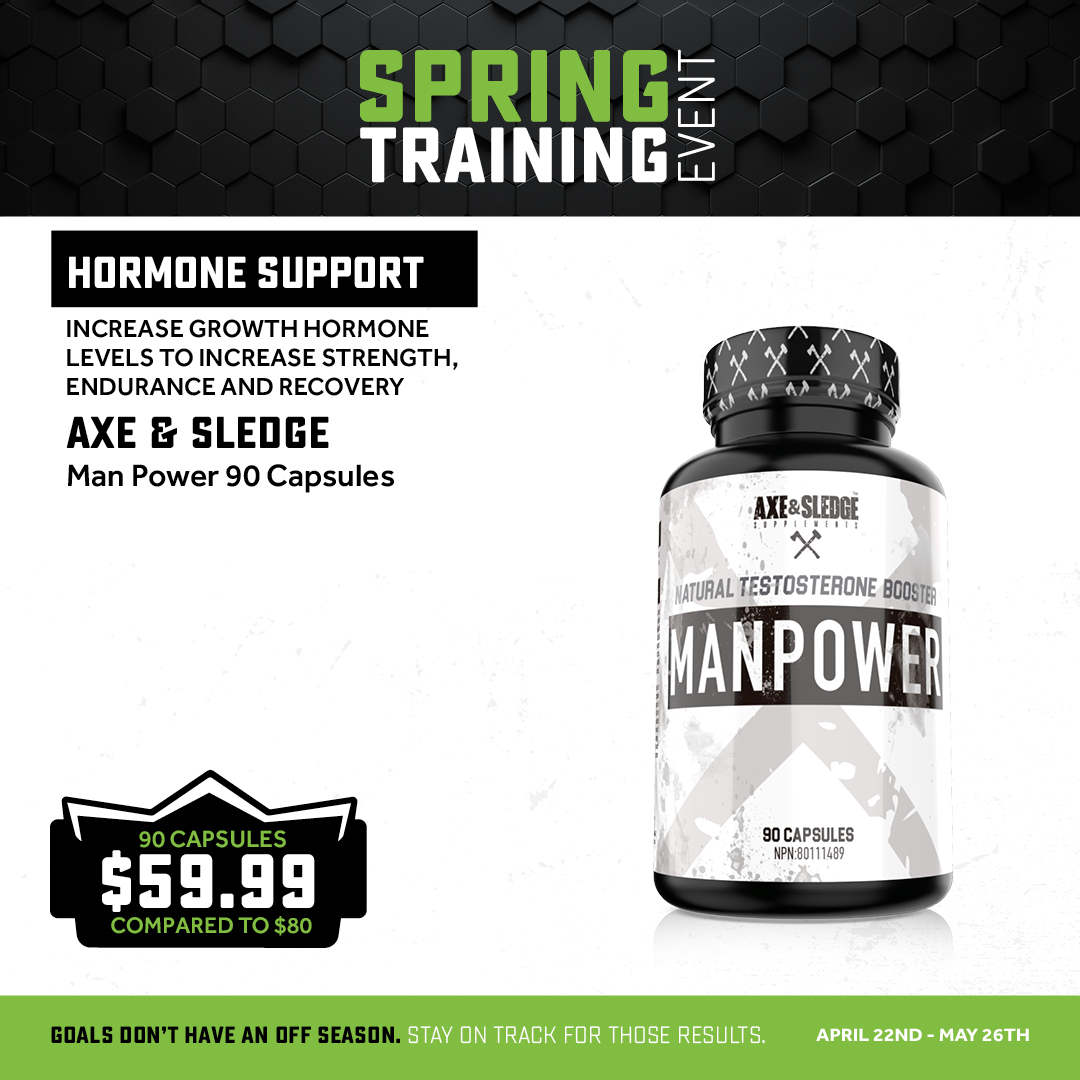 SPRING
TRAINING
EVENT
HORMONE SUPPORT
INCREASE GROWTH HORMONE
LEVELS TO INCREASE STRENGTH,
ENDURANCE AND RECOVERY
AXE & SLEDGE
Man Power 90 Capsules
AXE&SLEDGE
SUPPLEMENTS
NATURAL TESTOSTERONE BOOSTER
MANPOWER
90 CAPSULES
NPN:80111489
90 CAPSULES
$59.99
COMPARED TO $80
GOALS DON'T HAVE AN OFF SEASON. STAY ON TRACK FOR THOSE RESULTS.
APRIL 22ND - MAY 26TH